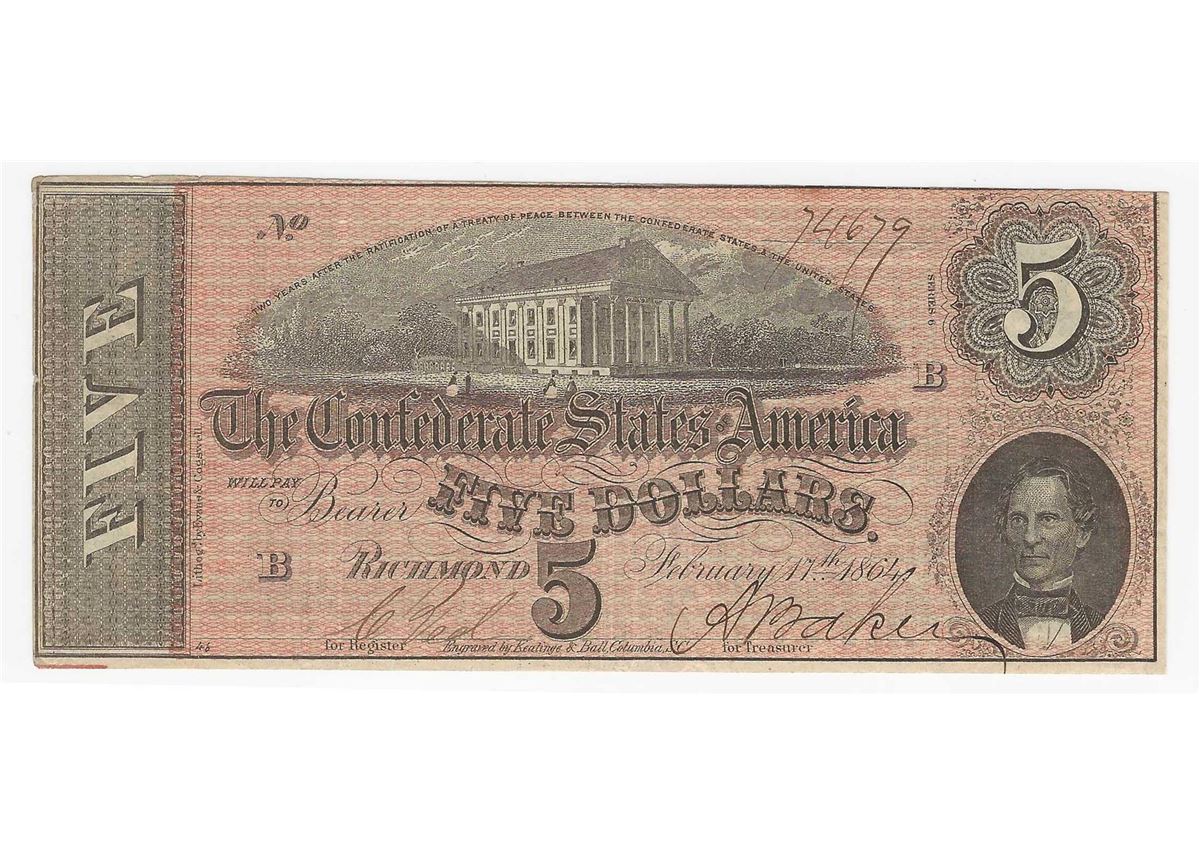 No
74679
TWO YEARS AFTER THE RATIFICATION OF A TREATY OF PEACE BETWEEN THE CONFEDERATE STATES & THE UNITED STATES
5
SERIES 6
B
FIVE
The Confederate States OF America
WILL PAY TO Bearer
FIVE DOLLARS.
B
RICHMOND
5
February 17th 1864
Lithog'd by Evans & Cogswell
for Register
Engraved by Keatinge & Ball, Columbia, S.C.
Baker
for Treasurer